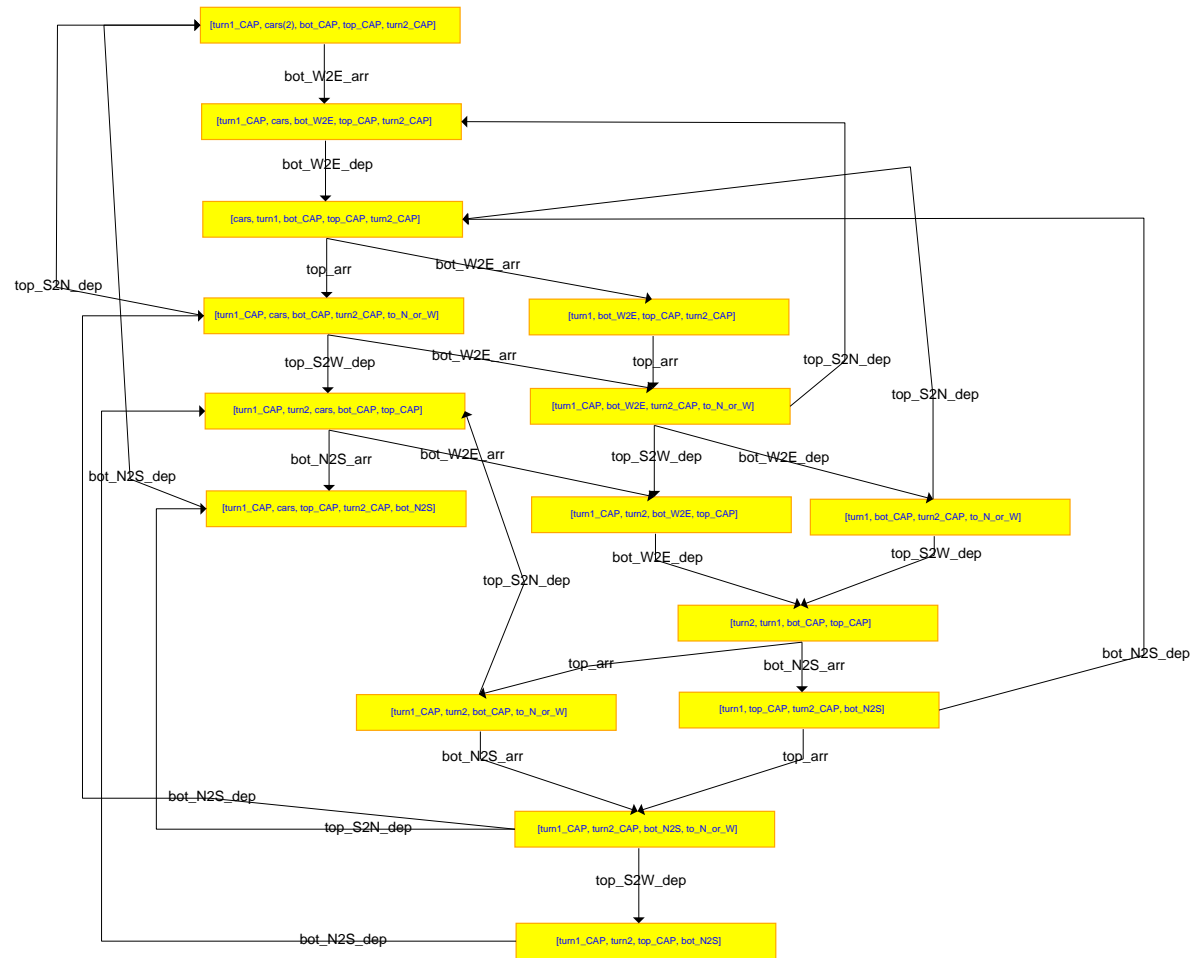 [turn1_CAP, cars(2), bot_CAP, top_CAP, turn2_CAP]
bot_W2E_arr
[turn1_CAP, cars, bot_W2E, top_CAP, turn2_CAP]
bot_W2E_dep
[cars, turn1, bot_CAP, top_CAP, turn2_CAP]
bot_W2E_arr
top_arr
top_S2N_dep
[turn1_CAP, cars, bot_CAP, turn2_CAP, to_N_or_W]
[turn1, bot_W2E, top_CAP, turn2_CAP]
top_S2W_dep
bot_W2E_arr
top_arr
top_S2N_dep
top_S2N_dep
[turn1_CAP, turn2, cars, bot_CAP, top_CAP]
[turn1_CAP, bot_W2E, turn2_CAP, to_N_or_W]
bot_N2S_dep
bot_N2S_arr
bot_W2E_arr
top_S2W_dep
bot_W2E_dep
[turn1_CAP, cars, top_CAP, turn2_CAP, bot_N2S]
[turn1_CAP, turn2, bot_W2E, top_CAP]
[turn1, bot_CAP, turn2_CAP, to_N_or_W]
bot_W2E_dep
top_S2W_dep
top_S2N_dep
[turn2, turn1, bot_CAP, top_CAP]
top_arr
bot_N2S_arr
bot_N2S_dep
[turn1_CAP, turn2, bot_CAP, to_N_or_W]
[turn1, top_CAP, turn2_CAP, bot_N2S]
bot_N2S_arr
top_arr
bot_N2S_dep
top_S2N_dep
[turn1_CAP, turn2_CAP, bot_N2S, to_N_or_W]
top_S2W_dep
bot_N2S_dep
[turn1_CAP, turn2, top_CAP, bot_N2S]